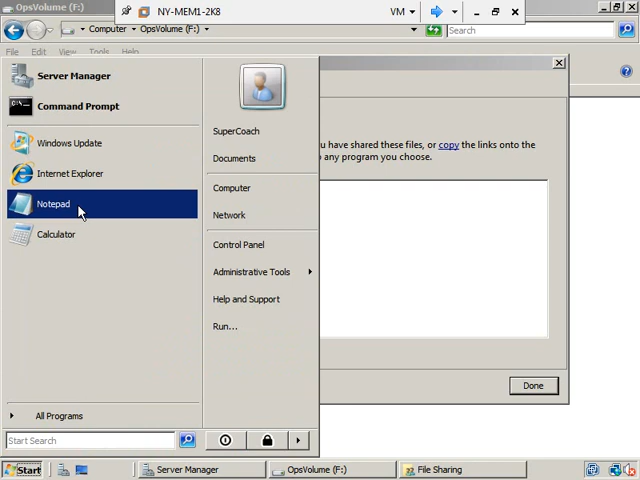 OpsVolume (F:)
NY-MEM1-2K8
VM
Computer
OpsVolume (F:)
Search
File Edit View Tools Help
Server Manager
Command Prompt
Windows Update
Internet Explorer
Notepad
Calculator
All Programs
Start Search
SuperCoach
Documents
Computer
Network
Control Panel
Administrative Tools
Help and Support
Run...
ou have shared these files, or copy the links onto the
any program you choose.
Done
Start
Server Manager
OpsVolume (F:)
File Sharing